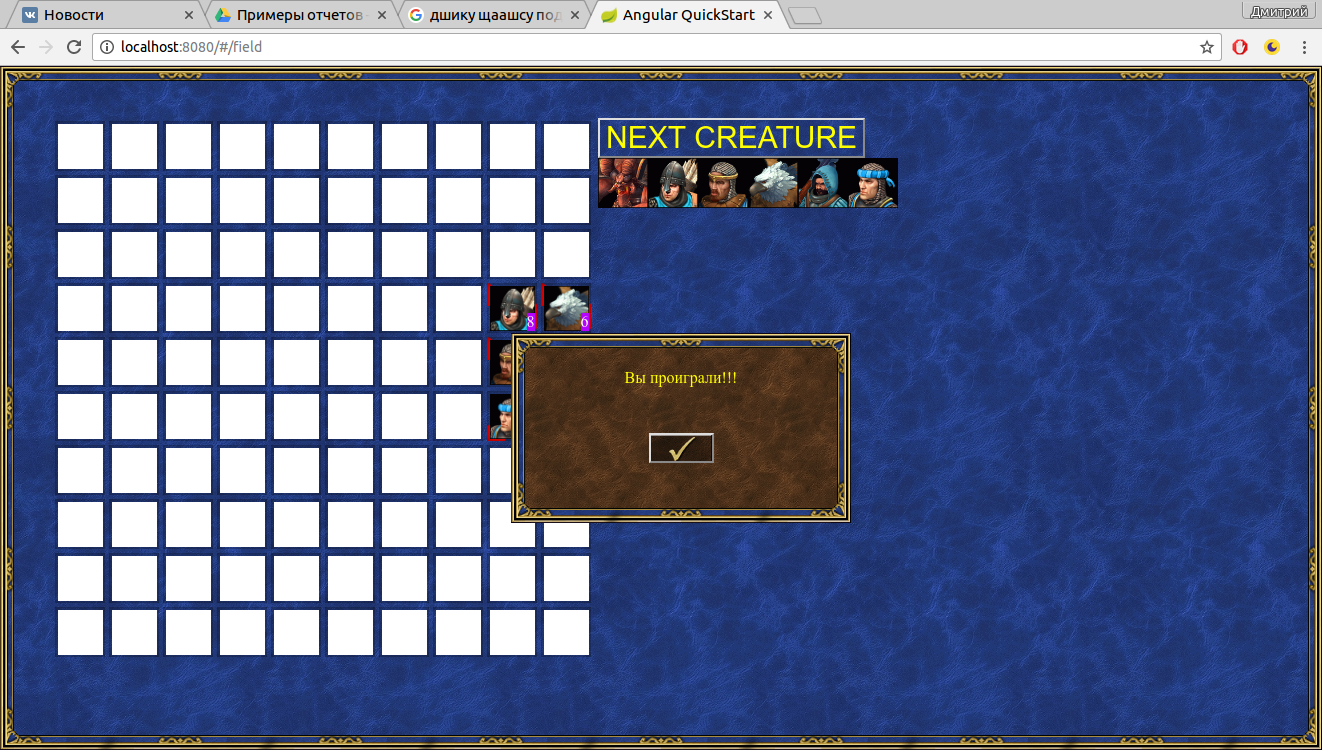 Новости
Примеры отчетов
дшику щаашсу под
Angular QuickStart
Дмитрий
localhost:8080/#/field
NEXT CREATURE
8
6
Вы проиграли!!!